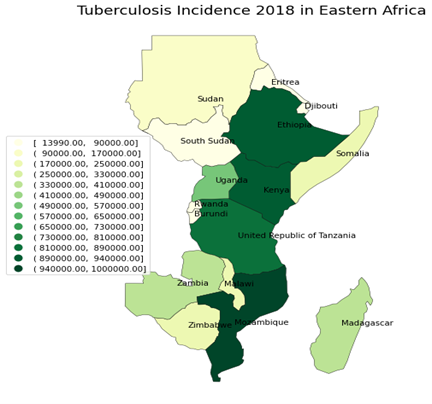 Tuberculosis Incidence 2018 in Eastern Africa
Eritrea
Sudan
Djibouti
Ethiopia
South Sudan
Somalia
Uganda
Kenya
Rwanda
Burundi
United Republic of Tanzania
Zambia
Malawi
Zimbabwe
Mozambique
Madagascar
[ 13990.00, 90000.00]
( 90000.00, 170000.00]
( 170000.00, 250000.00]
( 250000.00, 330000.00]
( 330000.00, 410000.00]
( 410000.00, 490000.00]
( 490000.00, 570000.00]
( 570000.00, 650000.00]
( 650000.00, 730000.00]
( 730000.00, 810000.00]
( 810000.00, 890000.00]
( 890000.00, 940000.00]
( 940000.00, 1000000.00]